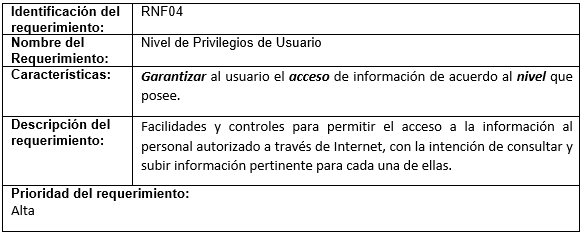 Identificación del requerimiento: RNF04
Nombre del Requerimiento: Nivel de Privilegios de Usuario
Características: Garantizar al usuario el acceso de información de acuerdo al nivel que
posee.
Descripción del requerimiento: Facilidades y controles para permitir el acceso a la información al
personal autorizado a través de Internet, con la intención de consultar y
subir información pertinente para cada una de ellas.
Prioridad del requerimiento:
Alta